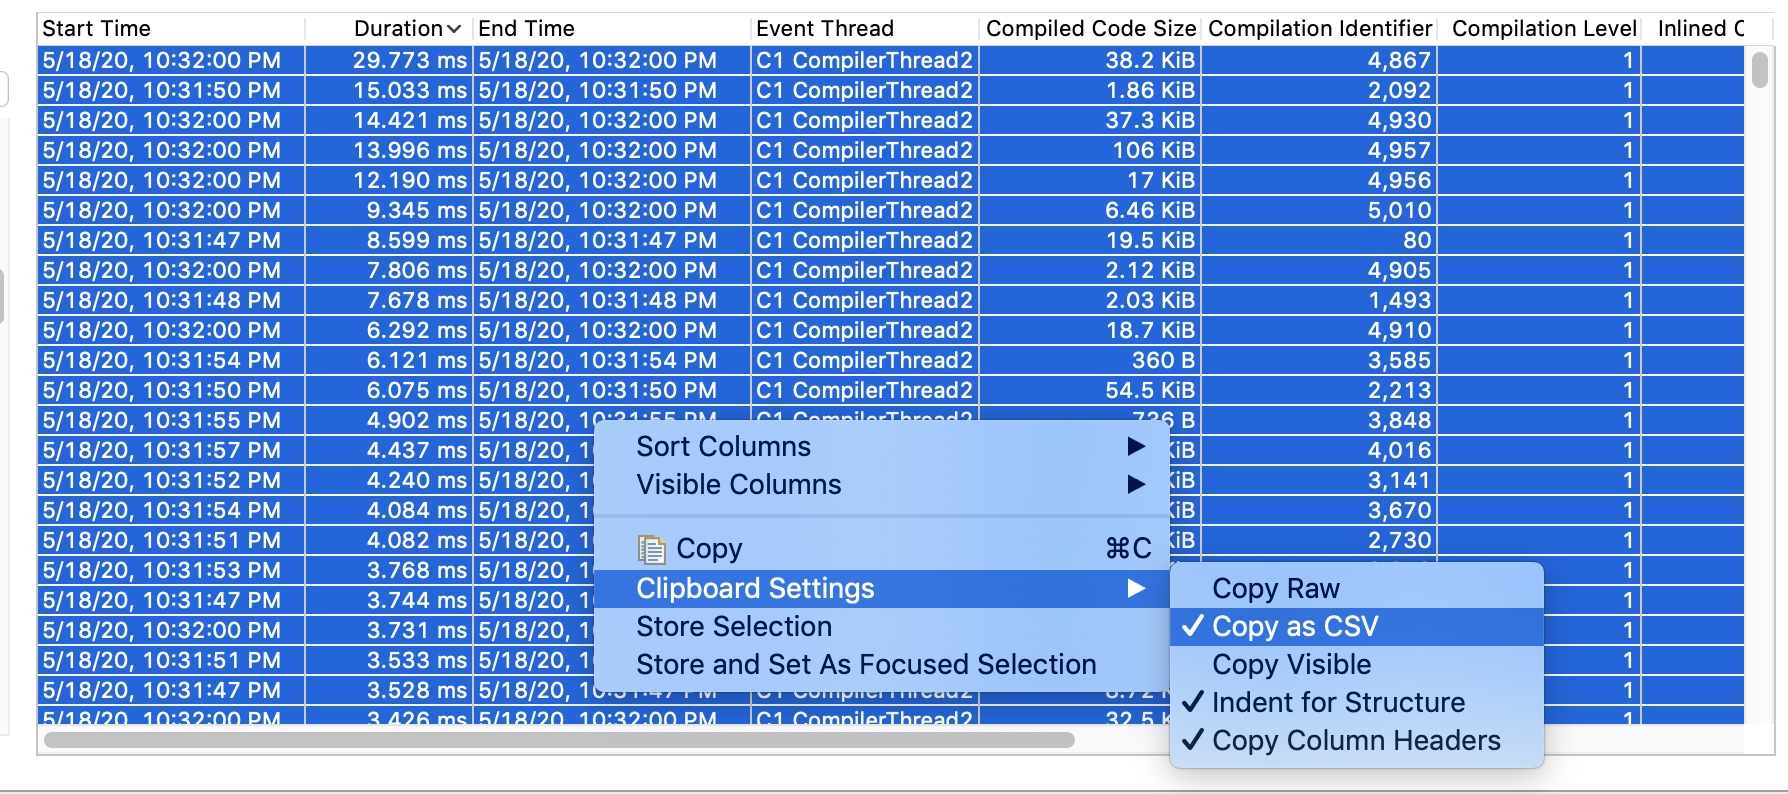 Start Time Duration End Time Event Thread Compiled Code Size Compilation Identifier Compilation Level Inlined
5/18/20, 10:32:00 PM 29.773 ms 5/18/20, 10:32:00 PM C1 CompilerThread2 38.2 KiB 4,867 1
5/18/20, 10:31:50 PM 15.033 ms 5/18/20, 10:31:50 PM C1 CompilerThread2 1.86 KiB 2,092 1
5/18/20, 10:32:00 PM 14.421 ms 5/18/20, 10:32:00 PM C1 CompilerThread2 37.3 KiB 4,930 1
5/18/20, 10:32:00 PM 13.996 ms 5/18/20, 10:32:00 PM C1 CompilerThread2 106 KiB 4,957 1
5/18/20, 10:32:00 PM 12.190 ms 5/18/20, 10:32:00 PM C1 CompilerThread2 17 KiB 4,956 1
5/18/20, 10:32:00 PM 9.345 ms 5/18/20, 10:32:00 PM C1 CompilerThread2 6.46 KiB 5,010 1
5/18/20, 10:31:47 PM 8.599 ms 5/18/20, 10:31:47 PM C1 CompilerThread2 19.5 KiB 80 1
5/18/20, 10:32:00 PM 7.806 ms 5/18/20, 10:32:00 PM C1 CompilerThread2 2.12 KiB 4,905 1
5/18/20, 10:31:48 PM 7.678 ms 5/18/20, 10:31:48 PM C1 CompilerThread2 2.03 KiB 1,493 1
5/18/20, 10:32:00 PM 6.292 ms 5/18/20, 10:32:00 PM C1 CompilerThread2 18.7 KiB 4,910 1
5/18/20, 10:31:54 PM 6.121 ms 5/18/20, 10:31:54 PM C1 CompilerThread2 360 B 3,585 1
5/18/20, 10:31:50 PM 6.075 ms 5/18/20, 10:31:50 PM C1 CompilerThread2 54.5 KiB 2,213 1
5/18/20, 10:31:55 PM 4.902 ms 5/18/20, 10:31:55 PM C1 CompilerThread2 736 B 3,848 1
5/18/20, 10:31:57 PM 4.437 ms 5/18/20, KiB 4,016 1
5/18/20, 10:31:52 PM 4.240 ms 5/18/20, KiB 3,141 1
5/18/20, 10:31:54 PM 4.084 ms 5/18/20, KiB 3,670 1
5/18/20, 10:31:51 PM 4.082 ms 5/18/20, KiB 2,730 1
5/18/20, 10:31:53 PM 3.768 ms 5/18/20, 1
5/18/20, 10:31:47 PM 3.744 ms 5/18/20, 1
5/18/20, 10:32:00 PM 3.731 ms 5/18/20, 1
5/18/20, 10:31:51 PM 3.533 ms 5/18/20, 1
5/18/20, 10:31:47 PM 3.528 ms 5/18/20, 10:31:47 PM C1 CompilerThread2 1
5/18/20, 10:32:00 PM 3.426 ms 5/18/20, 10:32:00 PM C1 CompilerThread2 32.5 1
Sort Columns
Visible Columns
Copy ⌘C
Clipboard Settings
Store Selection
Store and Set As Focused Selection
Copy Raw
Copy as CSV
Copy Visible
Indent for Structure
Copy Column Headers